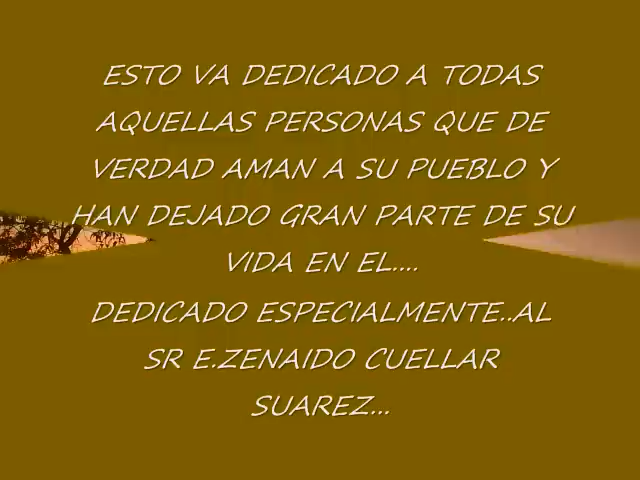 ESTO VA DEDICADO A TODAS
AQUELLAS PERSONAS QUE DE
VERDAD AMAN A SU PUEBLO Y
HAN DEJADO GRAN PARTE DE SU
VIDA EN EL....
DEDICADO ESPECIALMENTE..AL
SR E.ZENAIDO CUELLAR
SUAREZ...